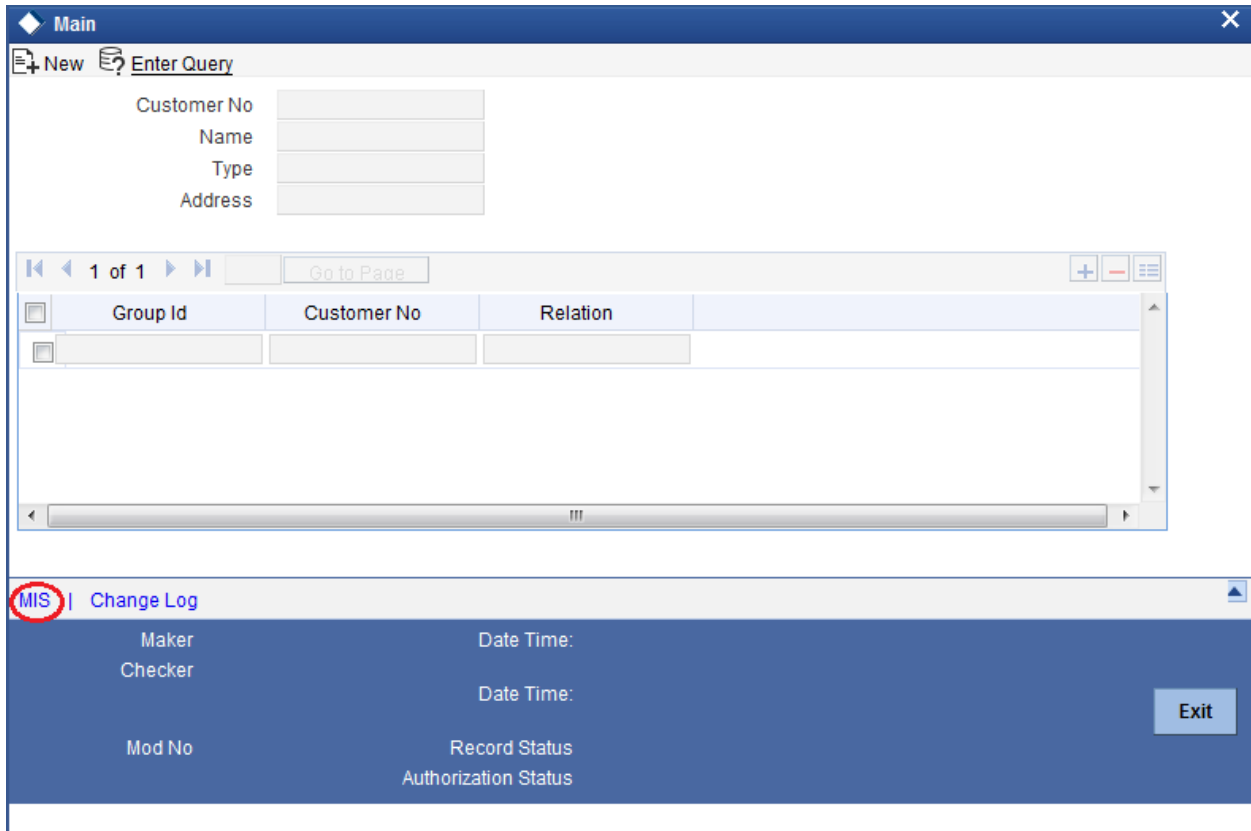 Main
New Enter Query
Customer No
Name
Type
Address
1 of 1 Go to Page
Group Id Customer No Relation
MIS | Change Log
Maker Date Time:
Checker
Date Time:
Exit
Mod No Record Status
Authorization Status